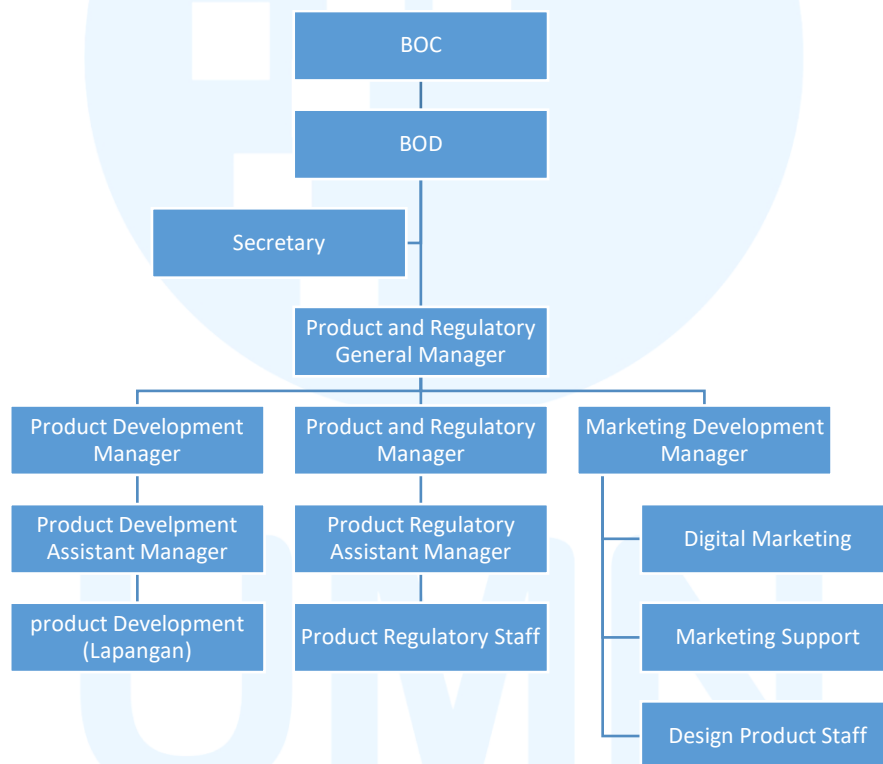 BOC
BOD
Secretary
Product and Regulatory
General Manager
Product Development
Manager
Product and Regulatory
Manager
Marketing Development
Manager
Product Develpment
Assistant Manager
Product Regulatory
Assistant Manager
Digital Marketing
product Development
(Lapangan)
Product Regulatory Staff
Marketing Support
Design Product Staff
UMN